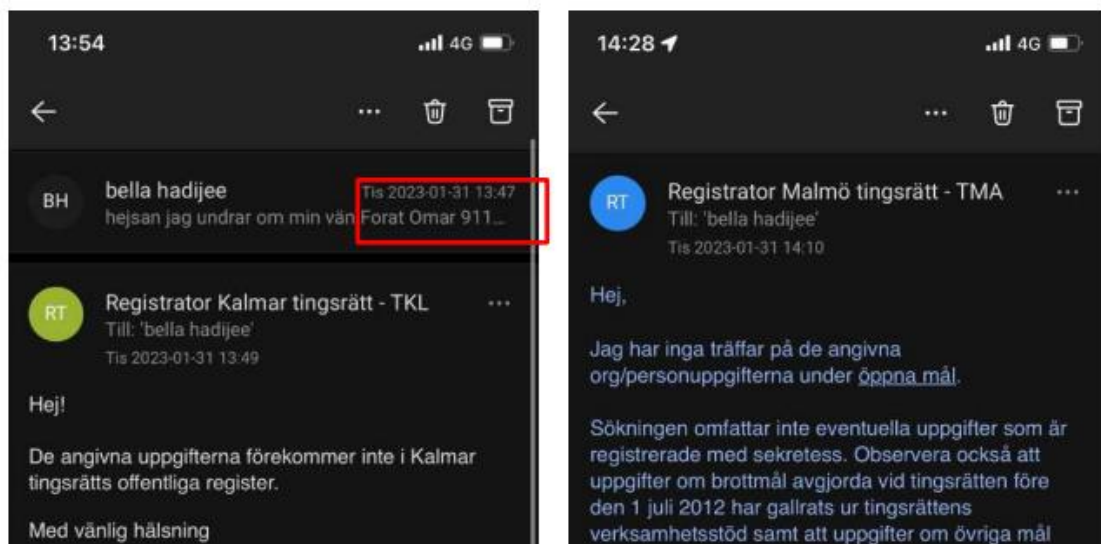 13:54
4G
BH
bella hadijee
Tis 2023-01-31 13:47
hejsan jag undrar om min vän Forat Omar 911...
RT
Registrator Kalmar tingsrätt - TKL
Till: 'bella hadijee'
Tis 2023-01-31 13:49
Hej!
De angivna uppgifterna förekommer inte i Kalmar
tingsrätts offentliga register.
Med vänlig hälsning
14:28
4G
RT
Registrator Malmö tingsrätt - TMA
Till: 'bella hadijee'
Tis 2023-01-31 14:10
Hej,
Jag har inga träffar på de angivna
org/personuppgifterna under öppna mål.
Sökningen omfattar inte eventuella uppgifter som är
registrerade med sekretess. Observera också att
uppgifter om brottmål avgjorda vid tingsrätten före
den 1 juli 2012 har gallrats ur tingsrättens
verksamhetsstöd samt att uppgifter om övriga mål